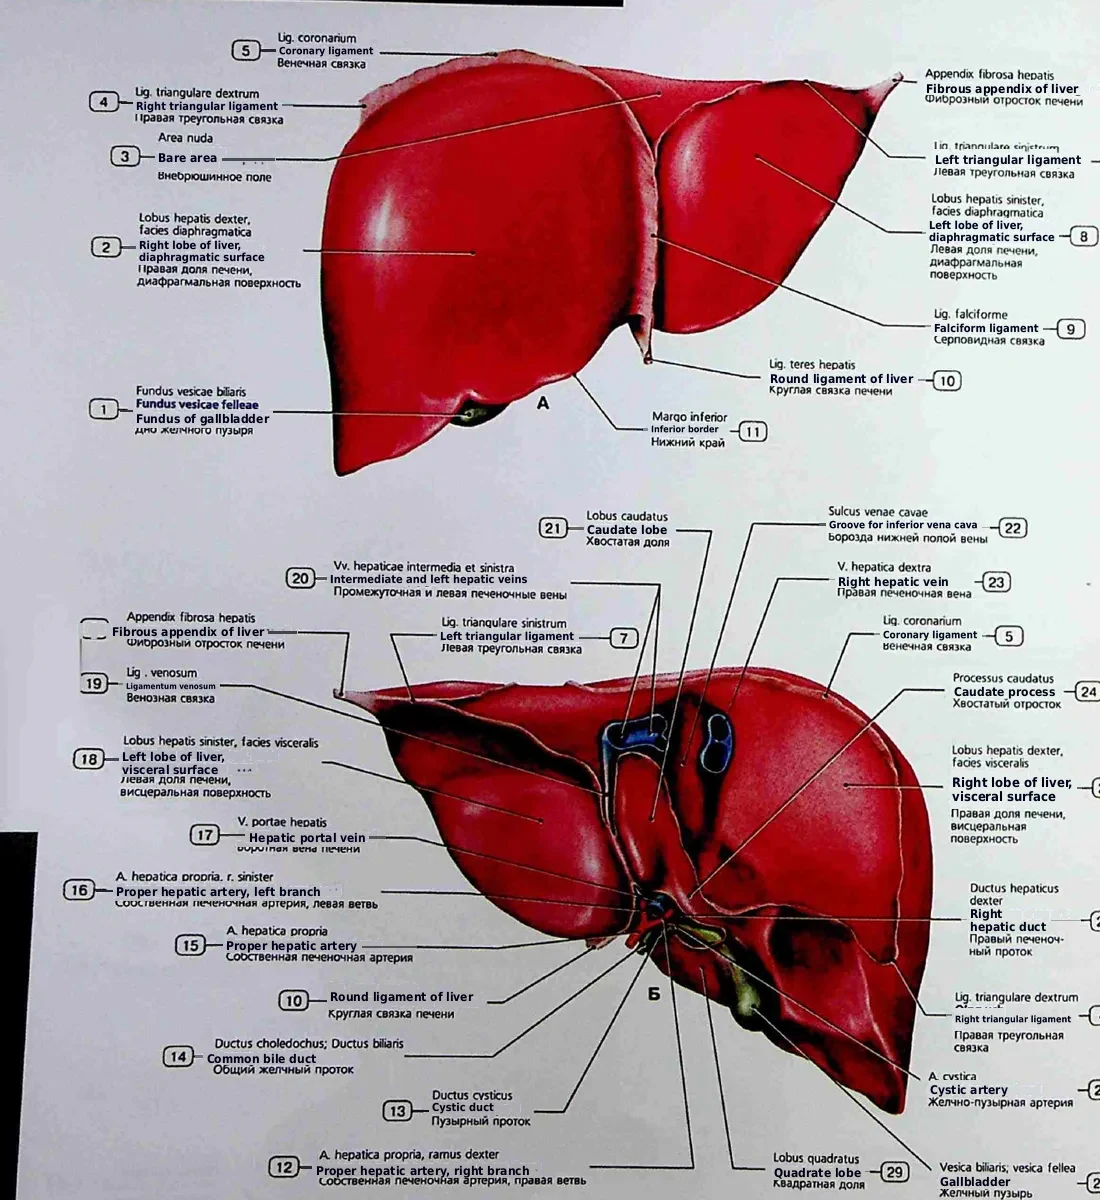 Lig. coronarium
5 Coronary ligament
Венечная связка
Lig. triangulare dextrum
4 Right triangular ligament
Правая треугольная связка
Area nuda
3 Bare area
Внебрюшинное поле
Lobus hepatis dexter,
facies diaphragmatica
2 Right lobe of liver,
diaphragmatic surface
Правая доля печени,
диафрагмальная поверхность
Fundus vesicae biliaris
Fundus vesicae felleae
1 Fundus of gallbladder
дно желчного пузыря
Appendix fibrosa hepatis
Fibrous appendix of liver
Фиброзный отросток печени
Lig. triangulare sinistrum
Left triangular ligament
Левая треугольная связка
Lobus hepatis sinister,
facies diaphragmatica
Left lobe of liver,
diaphragmatic surface 8
Левая доля печени,
диафрагмальная
поверхность
Lig. falciforme
Falciform ligament 9
Серповидная связка
Lig. teres hepatis
Round ligament of liver 10
Круглая связка печени
Margo inferior
Inferior border 11
Нижний край
А
Lobus caudatus
21 Caudate lobe
Хвостатая доля
Sulcus venae cavae
Groove for inferior vena cava 22
Борозда нижней полой вены
Vv. hepaticae intermedia et sinistra
20 Intermediate and left hepatic veins
Промежуточная и левая печеночные вены
V. hepatica dextra
Right hepatic vein 23
Правая печеночная вена
Appendix fibrosa hepatis
Fibrous appendix of liver
Фиброзный отросток печени
Lig. triangulare sinistrum
Left triangular ligament 7
Левая треугольная связка
Lig. coronarium
Coronary ligament 5
Венечная связка
Lig . venosum
19 Ligamentum venosum
Венозная связка
Processus caudatus
Caudate process 24
Хвостатый отросток
Lobus hepatis sinister, facies visceralis
18 Left lobe of liver,
visceral surface
Левая доля печени,
висцеральная поверхность
Lobus hepatis dexter,
facies visceralis
Right lobe of liver,
visceral surface
Правая доля печени,
висцеральная
поверхность
V. portae hepatis
17 Hepatic portal vein
Воротная вена печени
A. hepatica propria. r. sinister
16 Proper hepatic artery, left branch
Собственная печеночная артерия, левая ветвь
Ductus hepaticus
dexter
Right
hepatic duct
Правый печеноч-
ный проток
A. hepatica propria
15 Proper hepatic artery
Собственная печеночная артерия
10 Round ligament of liver
Круглая связка печени
Б
Lig. triangulare dextrum
Right triangular ligament
Правая треугольная
связка
Ductus choledochus; Ductus biliaris
14 Common bile duct
Общий желчный проток
A. cystica
Cystic artery
Желчно-пузырная артерия
Ductus cysticus
13 Cystic duct
Пузырный проток
A. hepatica propria, ramus dexter
12 Proper hepatic artery, right branch
Собственная печеночная артерия, правая ветвь
Lobus quadratus
Quadrate lobe 29
Квадратная доля
Vesica biliaris; vesica fellea
Gallbladder
Желчный пузырь